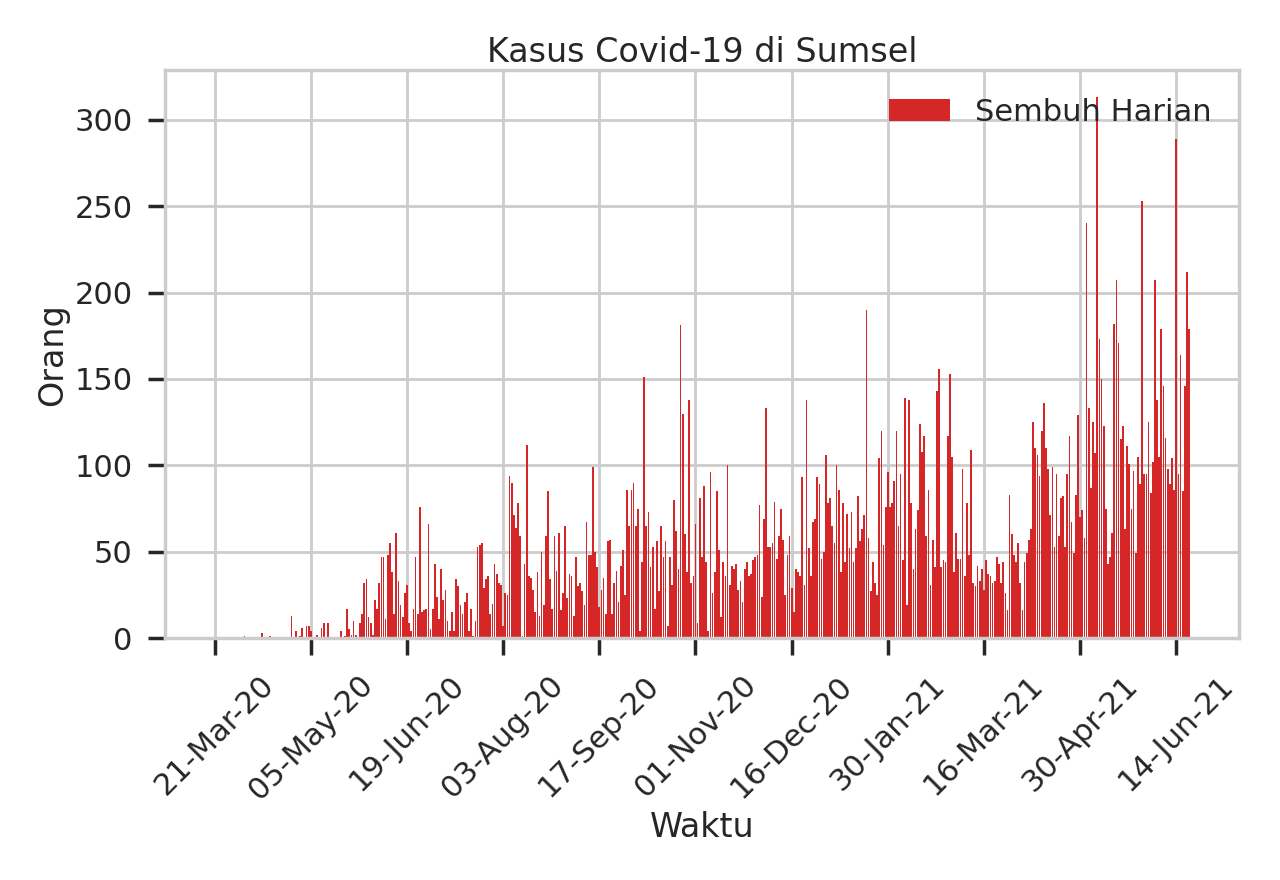 Kasus Covid-19 di Sumsel
Sembuh Harian
300
250
200
150
100
50
0
Orang
21-Mar-20
05-May-20
19-Jun-20
03-Aug-20
17-Sep-20
01-Nov-20
16-Dec-20
30-Jan-21
16-Mar-21
30-Apr-21
14-Jun-21
Waktu